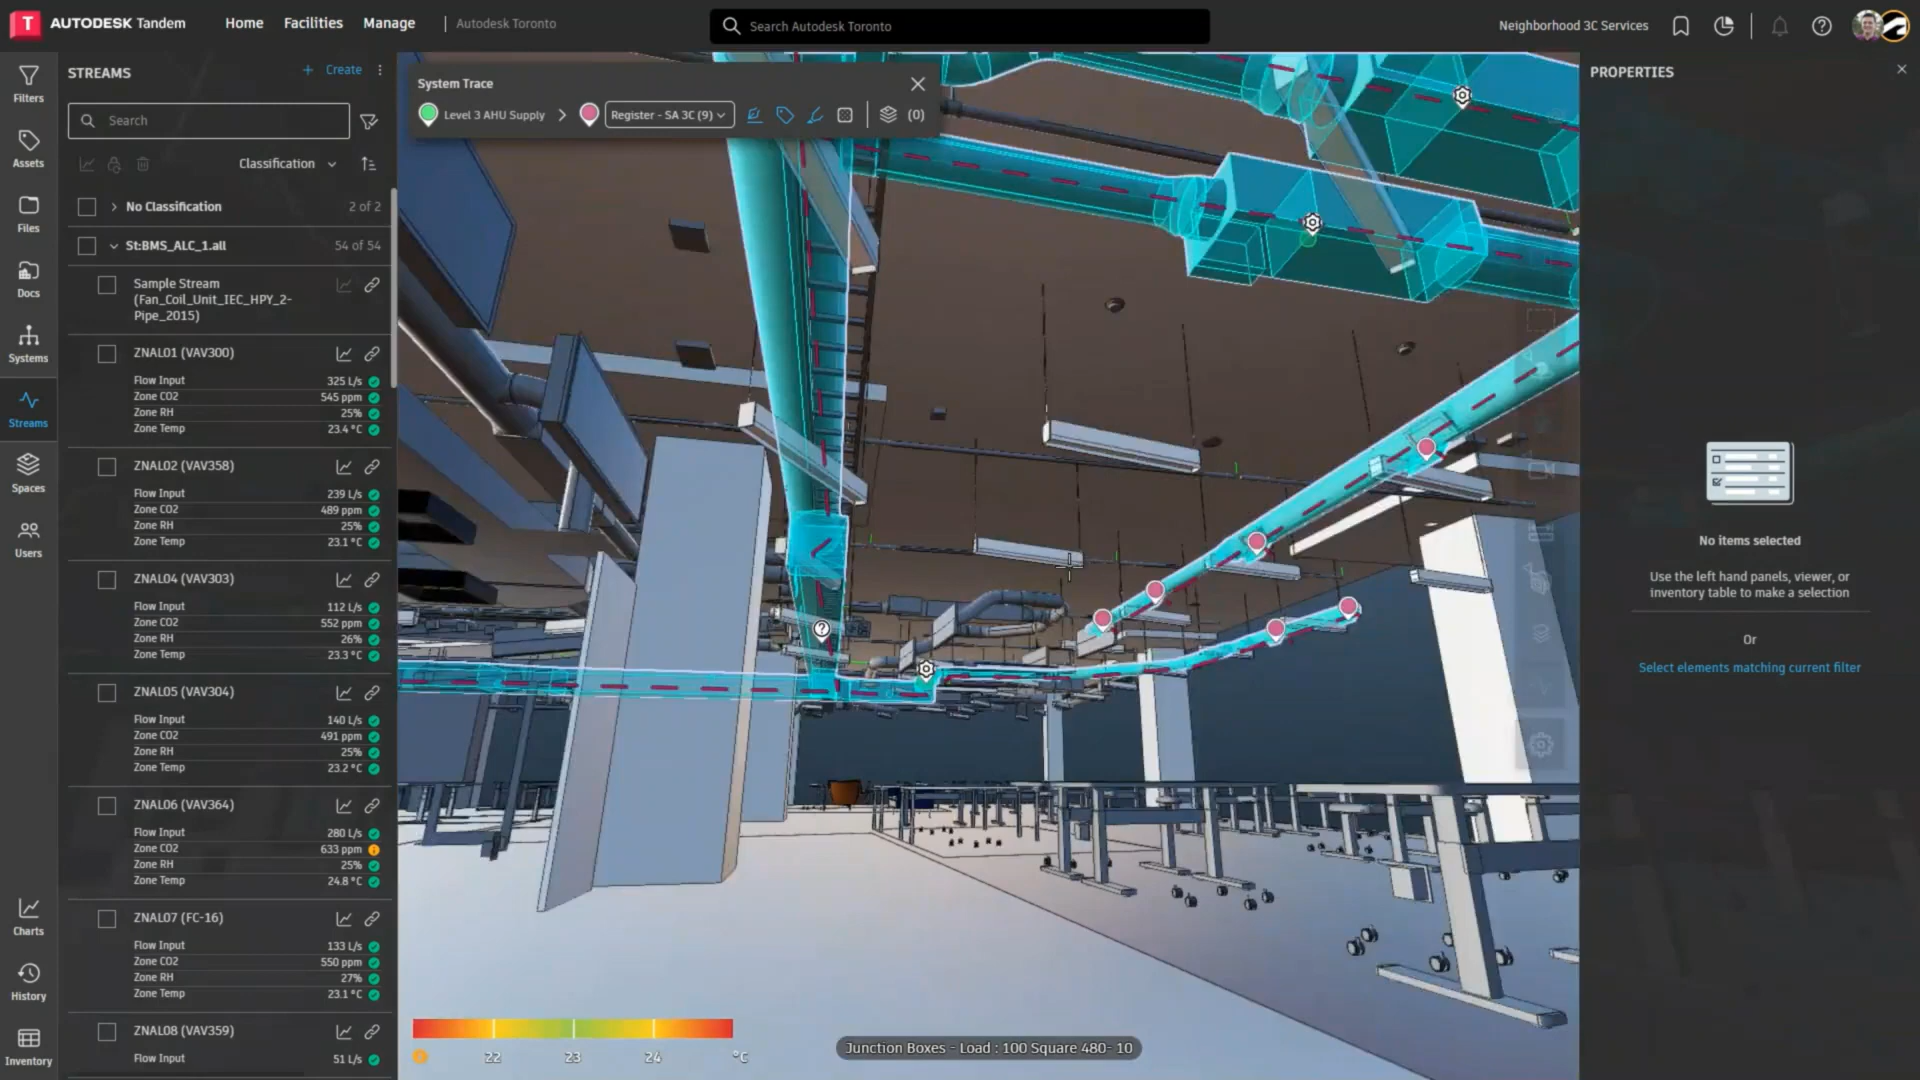 T AUTODESK Tandem
Home
Facilities
Manage
Autodesk Toronto
Search Autodesk Toronto
Neighborhood 3C Services
Filters
Assets
Files
Docs
Systems
Streams
Spaces
Users
Charts
History
Inventory
STREAMS
+ Create
Search
Classification
No Classification 2 of 2
St:BMS_ALC_1.all 54 of 54
Sample Stream
(Fan_Coil_Unit_IEC_HPY_2-
Pipe_2015)
ZNAL01 (VAV300)
Flow Input 325 L/s
Zone CO2 545 ppm
Zone RH 25%
Zone Temp 23.4 °C
ZNAL02 (VAV358)
Flow Input 239 L/s
Zone CO2 489 ppm
Zone RH 25%
Zone Temp 23.1 °C
ZNAL04 (VAV303)
Flow Input 112 L/s
Zone CO2 552 ppm
Zone RH 26%
Zone Temp 23.3 °C
ZNAL05 (VAV304)
Flow Input 140 L/s
Zone CO2 491 ppm
Zone RH 25%
Zone Temp 23.2 °C
ZNAL06 (VAV364)
Flow Input 280 L/s
Zone CO2 633 ppm
Zone RH 25%
Zone Temp 24.8 °C
ZNAL07 (FC-16)
Flow Input 133 L/s
Zone CO2 550 ppm
Zone RH 27%
Zone Temp 23.1 °C
ZNAL08 (VAV359)
Flow Input 51 L/s
System Trace
Level 3 AHU Supply
Register - SA 3C (9)
(0)
22 23 24 °C
Junction Boxes - Load : 100 Square 480- 10
PROPERTIES
No items selected
Use the left hand panels, viewer, or
inventory table to make a selection
Or
Select elements matching current filter